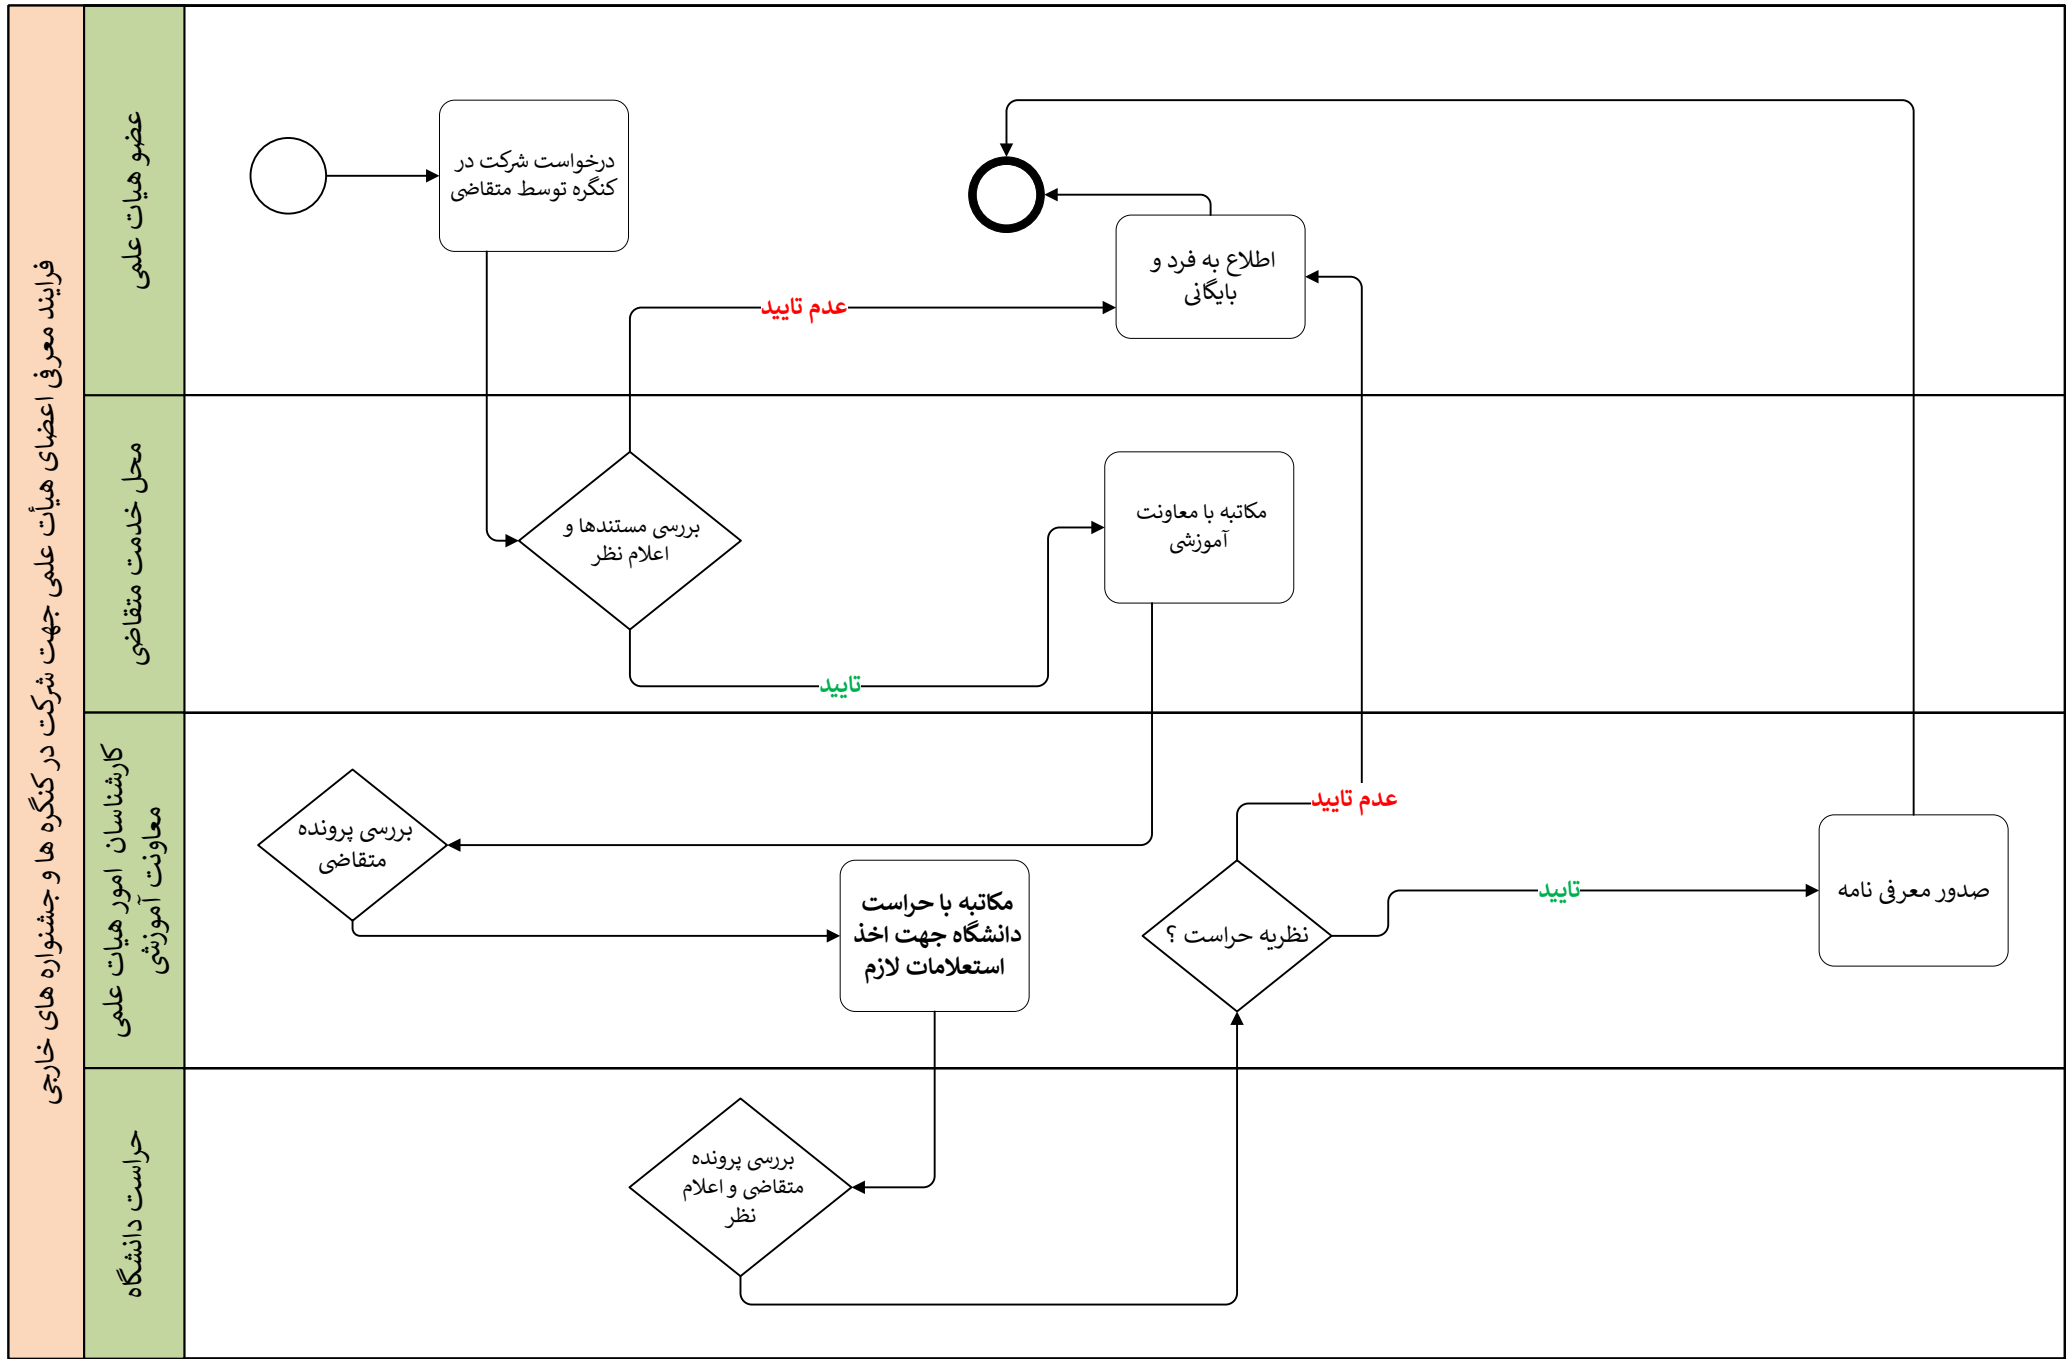 فرایند معرفی اعضای هیأت علمی جهت شرکت در کنگره ها و جشنواره های خارجی
عضو هیات علمی
درخواست شرکت در
کنگره توسط متقاضی
اطلاع به فرد و
بایگانی
عدم تایید
محل خدمت متقاضی
بررسی مستندها و
اعلام نظر
مکاتبه با معاونت
آموزشی
تایید
کارشناسان امور هیات علمی
معاونت آموزشی
بررسی پرونده
متقاضی
مکاتبه با حراست
دانشگاه جهت اخذ
استعلامات لازم
نظریه حراست ؟
عدم تایید
تایید
صدور معرفی نامه
حراست دانشگاه
بررسی پرونده
متقاضی و اعلام
نظر